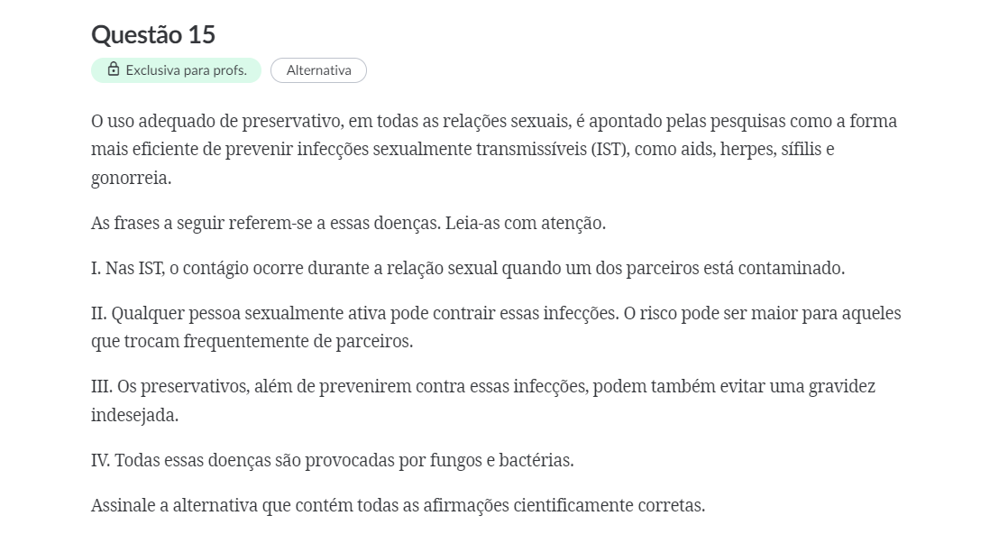 Questão 15
Exclusiva para profs.
Alternativa
O uso adequado de preservativo, em todas as relações sexuais, é apontado pelas pesquisas como a forma
mais eficiente de prevenir infecções sexualmente transmissíveis (IST), como aids, herpes, sífilis e
gonorreia.
As frases a seguir referem-se a essas doenças. Leia-as com atenção.
I. Nas IST, o contágio ocorre durante a relação sexual quando um dos parceiros está contaminado.
II. Qualquer pessoa sexualmente ativa pode contrair essas infecções. O risco pode ser maior para aqueles
que trocam frequentemente de parceiros.
III. Os preservativos, além de prevenirem contra essas infecções, podem também evitar uma gravidez
indesejada.
IV. Todas essas doenças são provocadas por fungos e bactérias.
Assinale a alternativa que contém todas as afirmações cientificamente corretas.